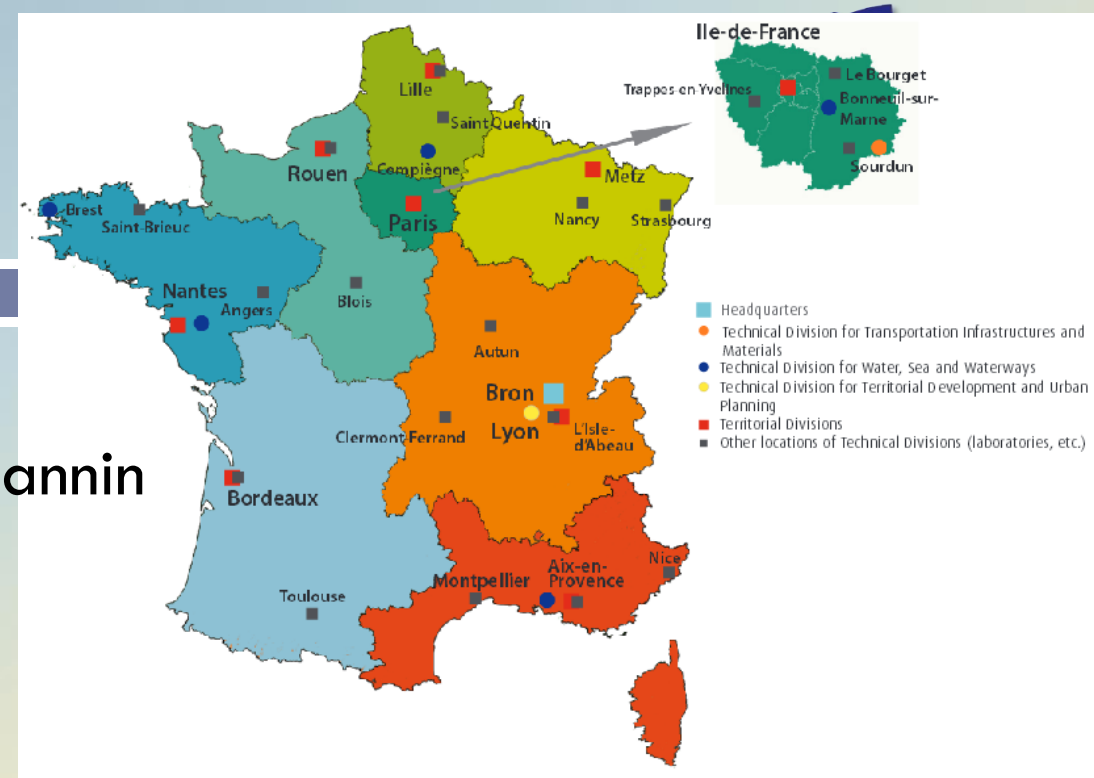 Ile-de-France
Lille
Le Bourget
Trappes-en-Yvelines
Bonneuil-sur-
Marne
Saint Quentin
Sourdun
Compiègne
Rouen
Metz
Brest
Saint-Brieuc
Paris
Nancy
Strasbourg
Nantes
Angers
Blois
Headquarters
Technical Division for Transportation Infrastructures and
Materials
Autun
Technical Division for Water, Sea and Waterways
Technical Division for Territorial Development and Urban
Planning
Bron
Territorial Divisions
Clermont-Ferrand
Lyon
L'Isle-
d'Abeau
Other locations of Technical Divisions (laboratories, etc.)
annin
Bordeaux
Nice
Aix-en-
Provence
Montpellier
Toulouse